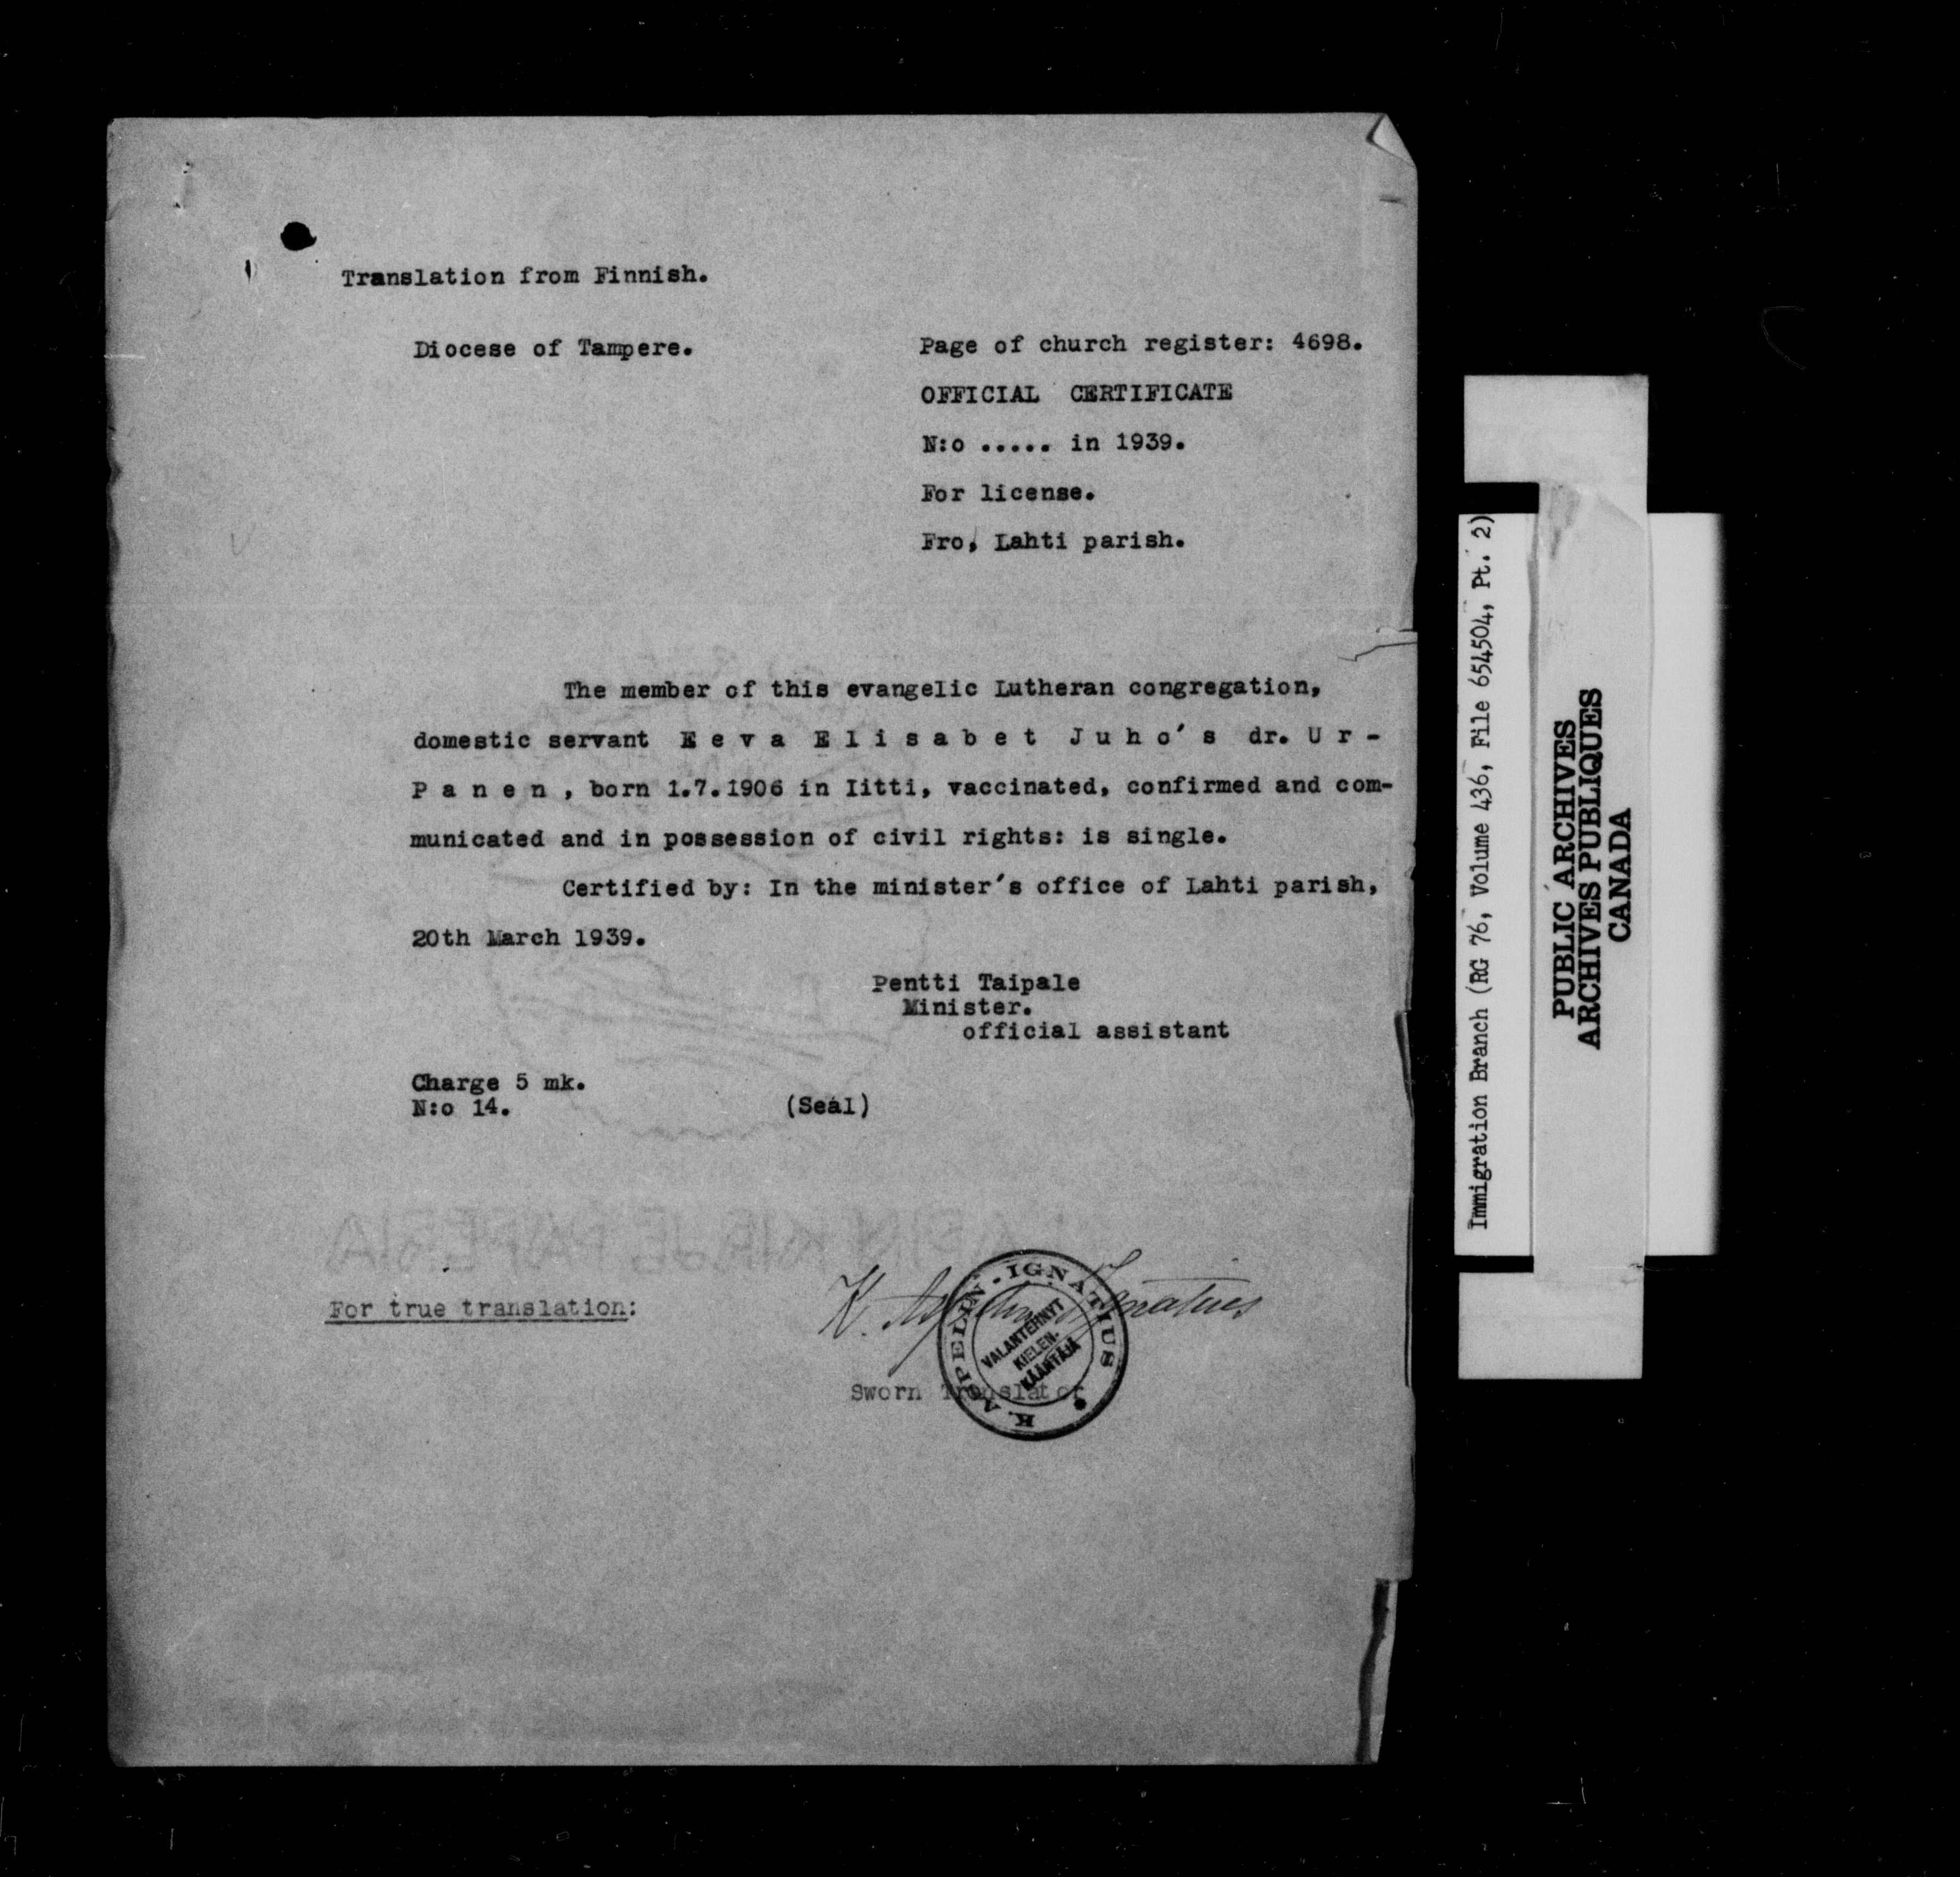 Translation from Finnish.
Diocese of Tampere.
Page of church register: 4698.
OFFICIAL CERTIFICATE
N:o ..... in 1939.
For license.
Fro, Lahti parish.
The member of this evangelic Lutheran congregation,
domestic servant E e v a E l i s a b e t J u h o ' s dr. U r -
P a n e n , born 1.7.1906 in Iitti, vaccinated, confirmed and com-
municated and in possession of civil rights: is single.
Certified by: In the minister's office of Lahti parish,
20th March 1939.
Pentti Taipale
Minister.
official assistant
Charge 5 mk.
N:o 14.
(Seal)
For true translation:
K. Aspelin-Ignatius
Sworn Translator
K. ASPELIN-IGNATIUS
VALANTEHNYT
KIELEN-
KÄÄNTÄJÄ
Immigration Branch (RG 76, Volume 436, File 654504, Pt. 2)
PUBLIC ARCHIVES
ARCHIVES PUBLIQUES
CANADA